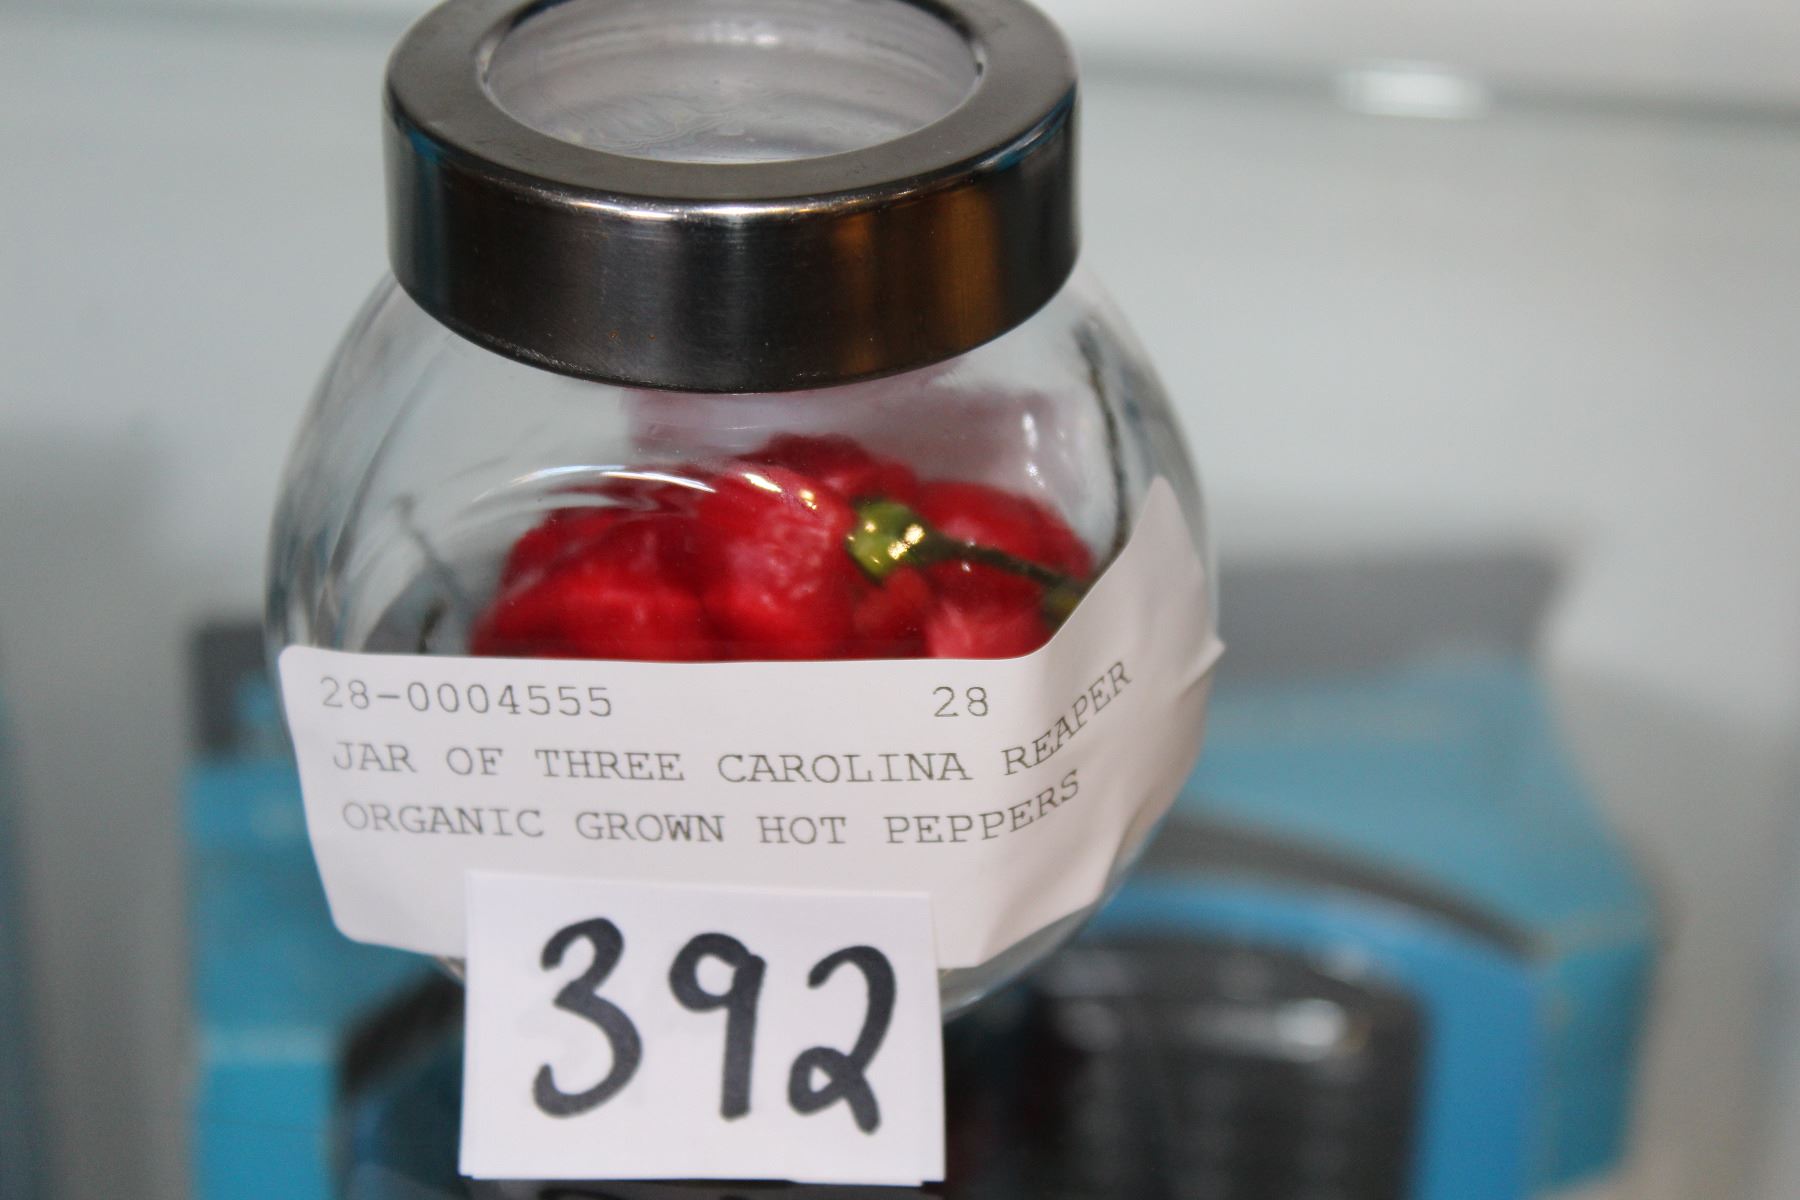 28-0004555 28
JAR OF THREE CAROLINA REAPER
ORGANIC GROWN HOT PEPPERS
392